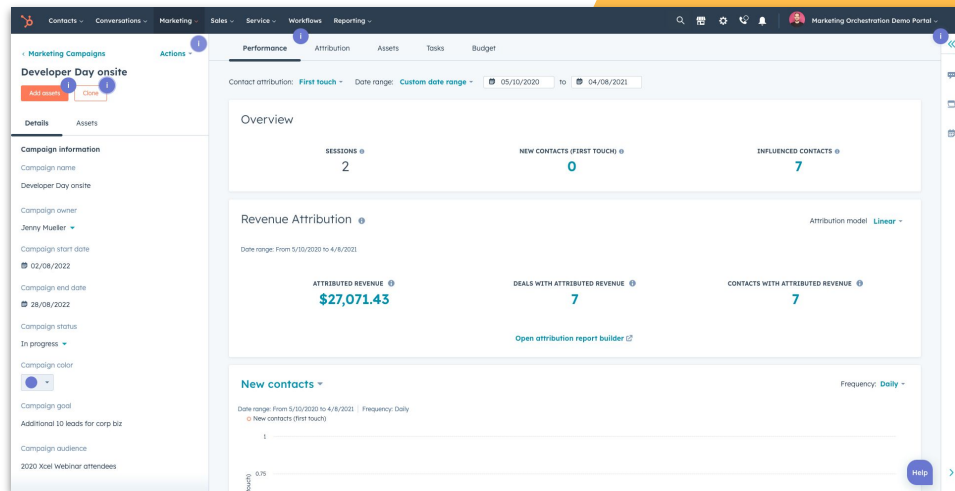 Contacts Conversations Marketing Sales Service Workflows Reporting Marketing Orchestration Demo Portal
Marketing Campaigns Actions
Developer Day onsite
Add assets Clone
Details Assets
Campaign information
Campaign name
Developer Day onsite
Campaign owner
Jenny Mueller
Campaign start date
02/08/2022
Campaign end date
28/08/2022
Campaign status
In progress
Campaign color
Campaign goal
Additional 10 leads for corp biz
Campaign audience
2020 Xcel Webinar attendees
Performance Attribution Assets Tasks Budget
Contact attribution: First touch Date range: Custom date range 05/10/2020 to 04/08/2021
Overview
SESSIONS NEW CONTACTS (FIRST TOUCH) INFLUENCED CONTACTS
2 0 7
Revenue Attribution Attribution model Linear
Date range: From 5/10/2020 to 4/8/2021
ATTRIBUTED REVENUE DEALS WITH ATTRIBUTED REVENUE CONTACTS WITH ATTRIBUTED REVENUE
$27,071.43 7 7
Open attribution report builder
New contacts Frequency: Daily
Date range: From 5/10/2020 to 4/8/2021 | Frequency: Daily
New contacts (first touch)
1
0.75
touch)
Help